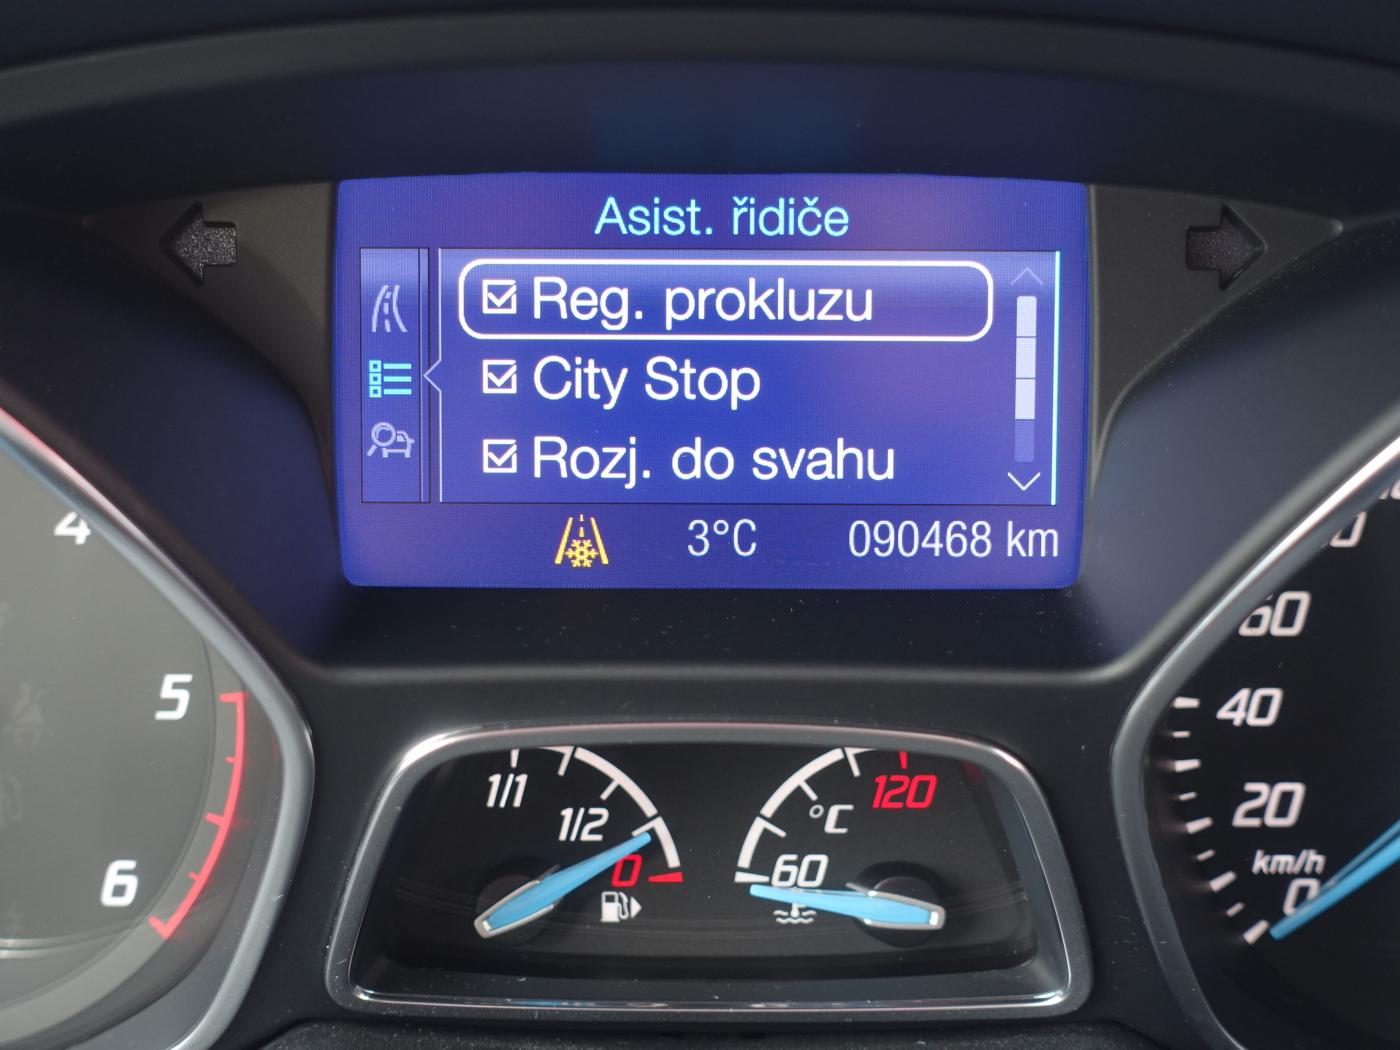 Asist. řidiče
Reg. prokluzu
City Stop
Rozj. do svahu
3°C 090468 km
4
5
6
1/1
1/2
0
°C
120
60
60
40
20
km/h
0